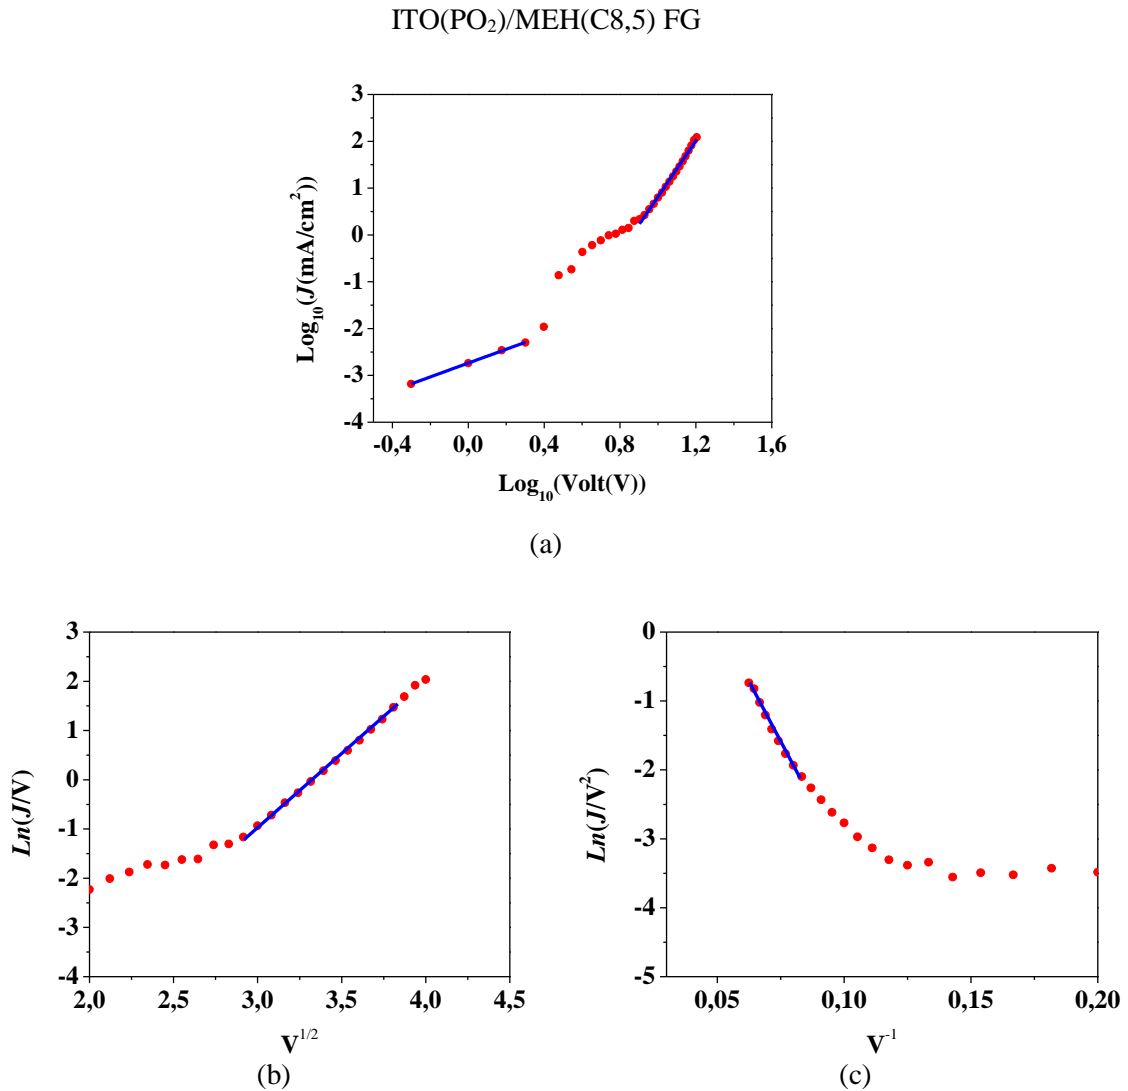 ITO(PO₂)/MEH(C8,5) FG
3
2
1
0
-1
-2
-3
-4
Log₁₀(J(mA/cm²))
-0,4 0,0 0,4 0,8 1,2 1,6
Log₁₀(Volt(V))
(a)
3
2
1
0
-1
-2
-3
-4
Ln(J/V)
2,0 2,5 3,0 3,5 4,0 4,5
V¹/²
(b)
0
-1
-2
-3
-4
-5
Ln(J/V²)
0,05 0,10 0,15 0,20
V⁻¹
(c)